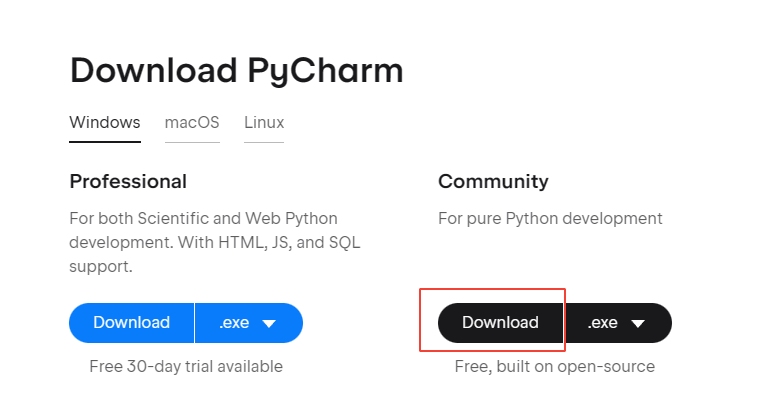 Download PyCharm
Windows macOS Linux
Professional
For both Scientific and Web Python
development. With HTML, JS, and SQL
support.
Download .exe
Free 30-day trial available
Community
For pure Python development
Download .exe
Free, built on open-source